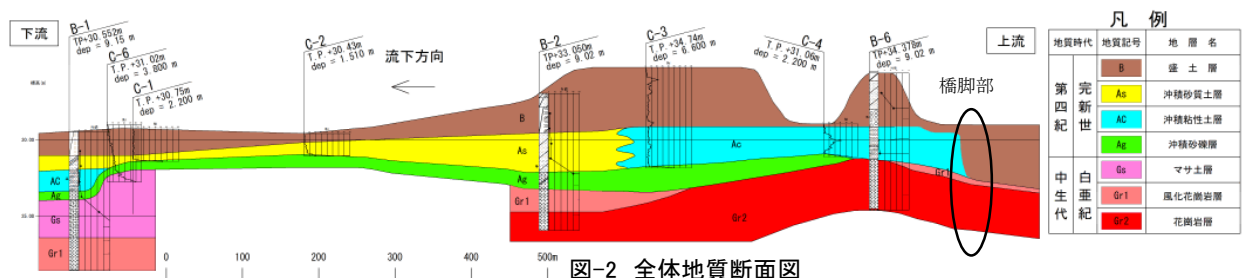 下流
B-1
TP+30.552m
dep = 9.15 m
C-6
T.P.+31.02m
dep = 3.800 m
C-1
T.P.+30.75m
dep = 2.200 m
C-2
T.P.+30.43m
dep = 1.510 m
流下方向
B-2
TP+33.050m
dep = 9.02 m
C-3
T.P.+34.74m
dep = 6.600 m
C-4
T.P.+31.06m
dep = 2.200 m
B-6
TP+34.378m
dep = 9.02 m
上流
橋脚部
B
As
Ac
Ag
AC
Ag
Gs
Gr1
Gr1
Gr2
Gr1
0
100
200
300
400
500m
図-2 全体地質断面図
凡 例
地質時代 地質記号 地 層 名
第四紀 完新世
B 盛 土 層
As 沖積砂質土層
AC 沖積粘性土層
Ag 沖積砂礫層
中生代 白亜紀
Gs マサ土層
Gr1 風化花崗岩層
Gr2 花崗岩層